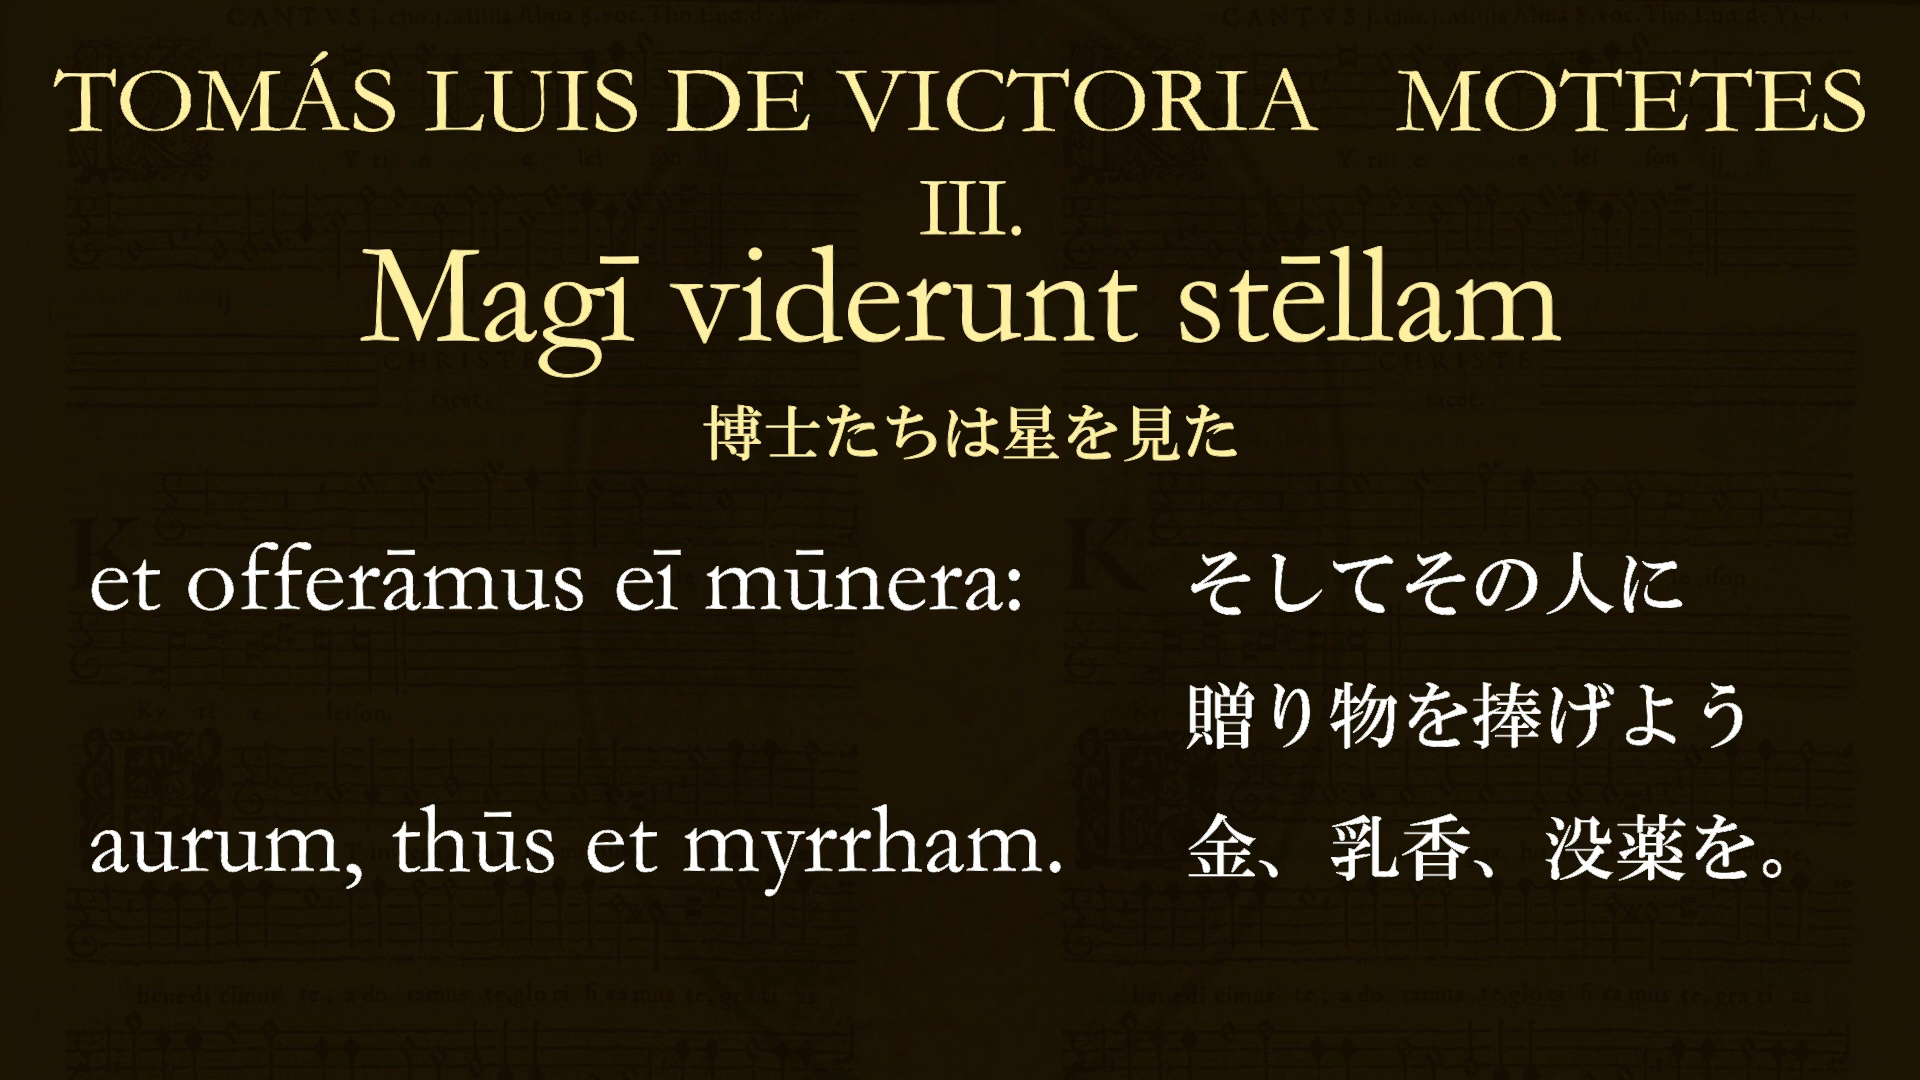 TOMÁS LUIS DE VICTORIA MOTETES
III.
Magī viderunt stēllam
博士たちは星を見た
et offerāmus eī mūnera:
そしてその人に
贈り物を捧げよう
aurum, thūs et myrrham.
金、乳香、没薬を。